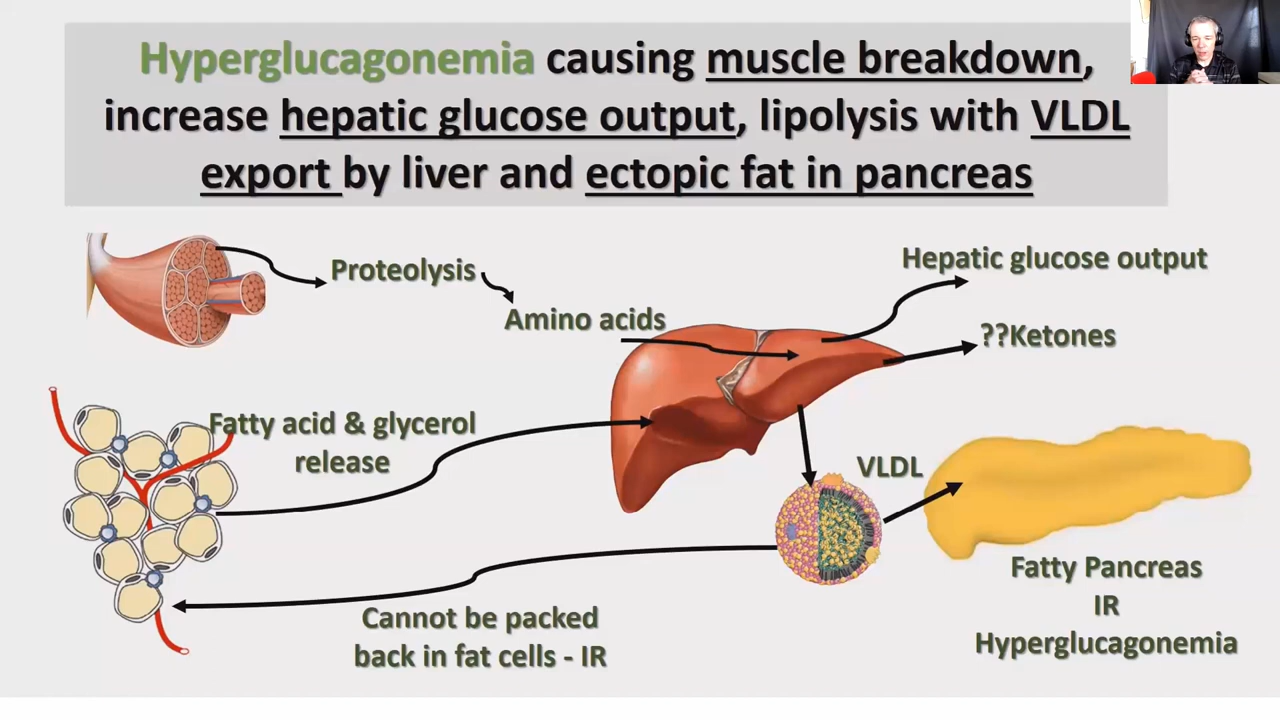 Hyperglucagonemia causing muscle breakdown,
increase hepatic glucose output, lipolysis with VLDL
export by liver and ectopic fat in pancreas
Proteolysis
Amino acids
Hepatic glucose output
??Ketones
Fatty acid & glycerol
release
VLDL
Cannot be packed
back in fat cells - IR
Fatty Pancreas
IR
Hyperglucagonemia